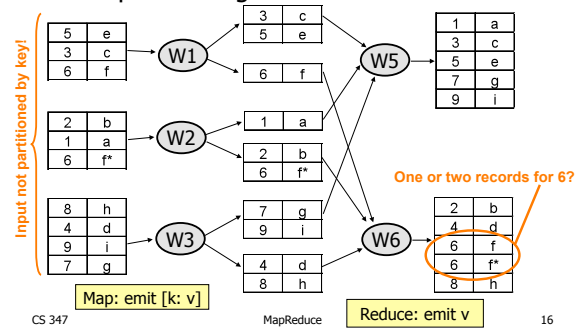 Input not partitioned by key!
5 e
3 c
6 f
2 b
1 a
6 f*
8 h
4 d
9 i
7 g
W1
W2
W3
3 c
5 e
6 f
1 a
2 b
6 f*
7 g
9 i
4 d
8 h
W5
W6
1 a
3 c
5 e
7 g
9 i
One or two records for 6?
2 b
4 d
6 f
6 f*
8 h
Map: emit [k: v]
Reduce: emit v
CS 347
MapReduce
16